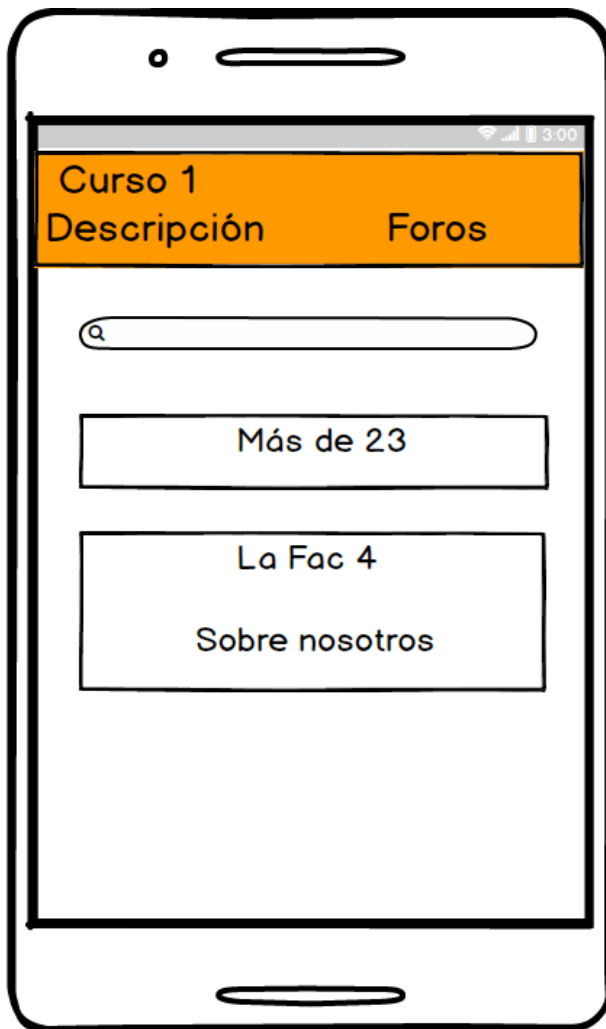 3:00
Curso 1
Descripción Foros
Más de 23
La Fac 4
Sobre nosotros